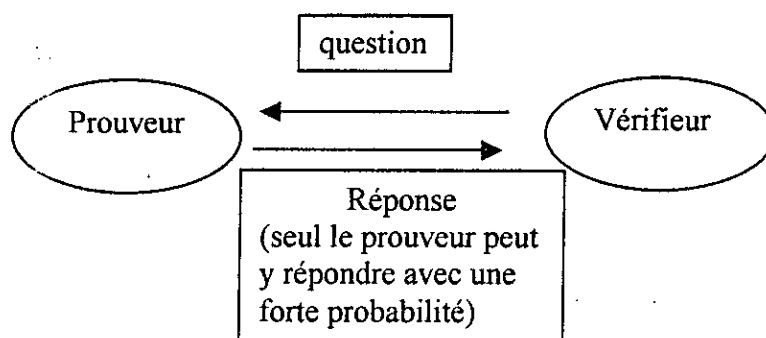 question
Prouveur
Vérifieur
Réponse
(seul le prouveur peut
y répondre avec une
forte probabilité)